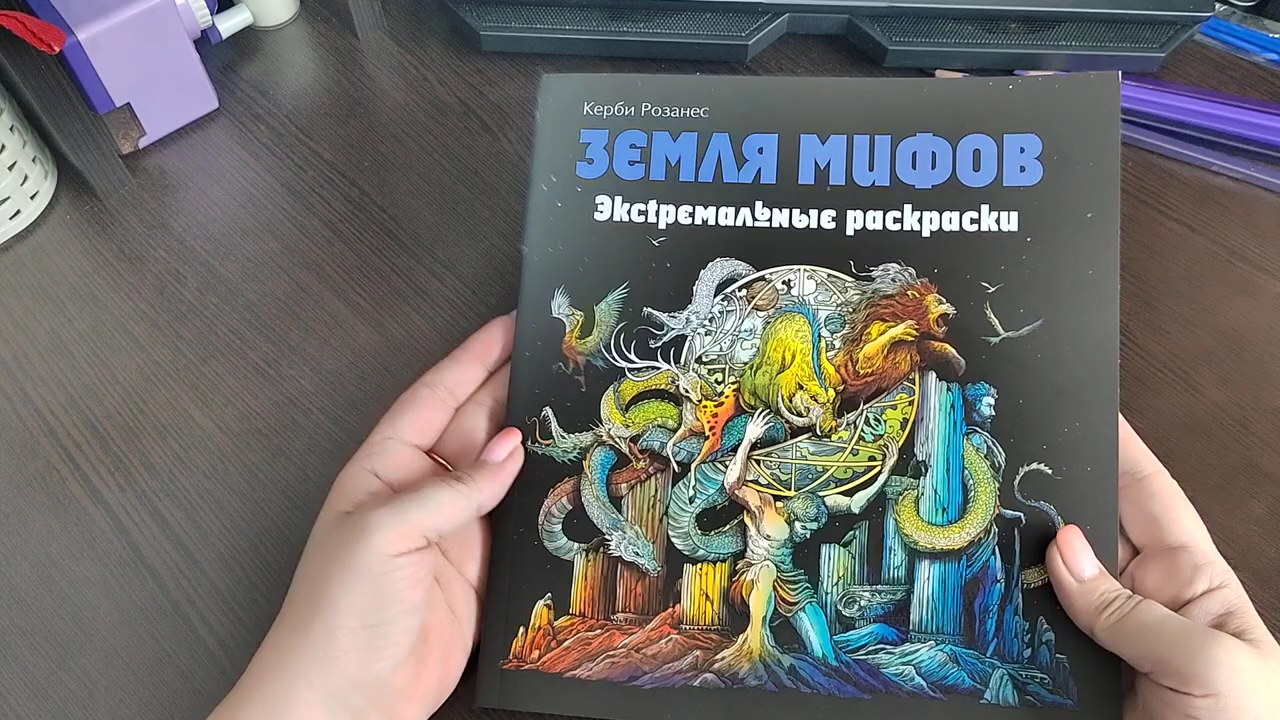 Керби Розанес
ЗЕМЛЯ МИФОВ
Экстремальные раскраски